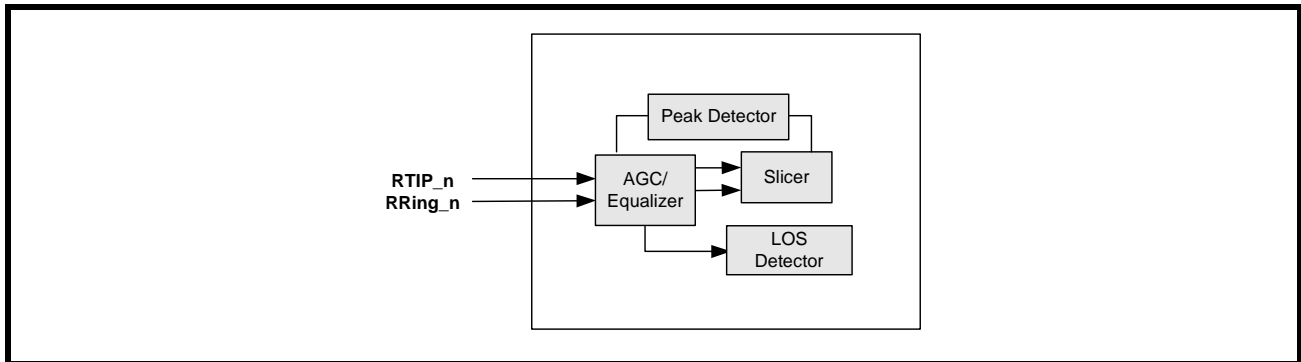 Peak Detector
RTIP_n
RRing_n
AGC/
Equalizer
Slicer
LOS
Detector